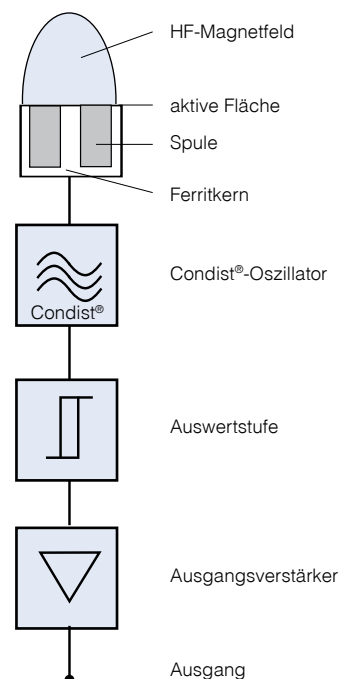 HF-Magnetfeld
aktive Fläche
Spule
Ferritkern
Condist®-Oszillator
Condist®
Auswertstufe
Ausgangsverstärker
Ausgang